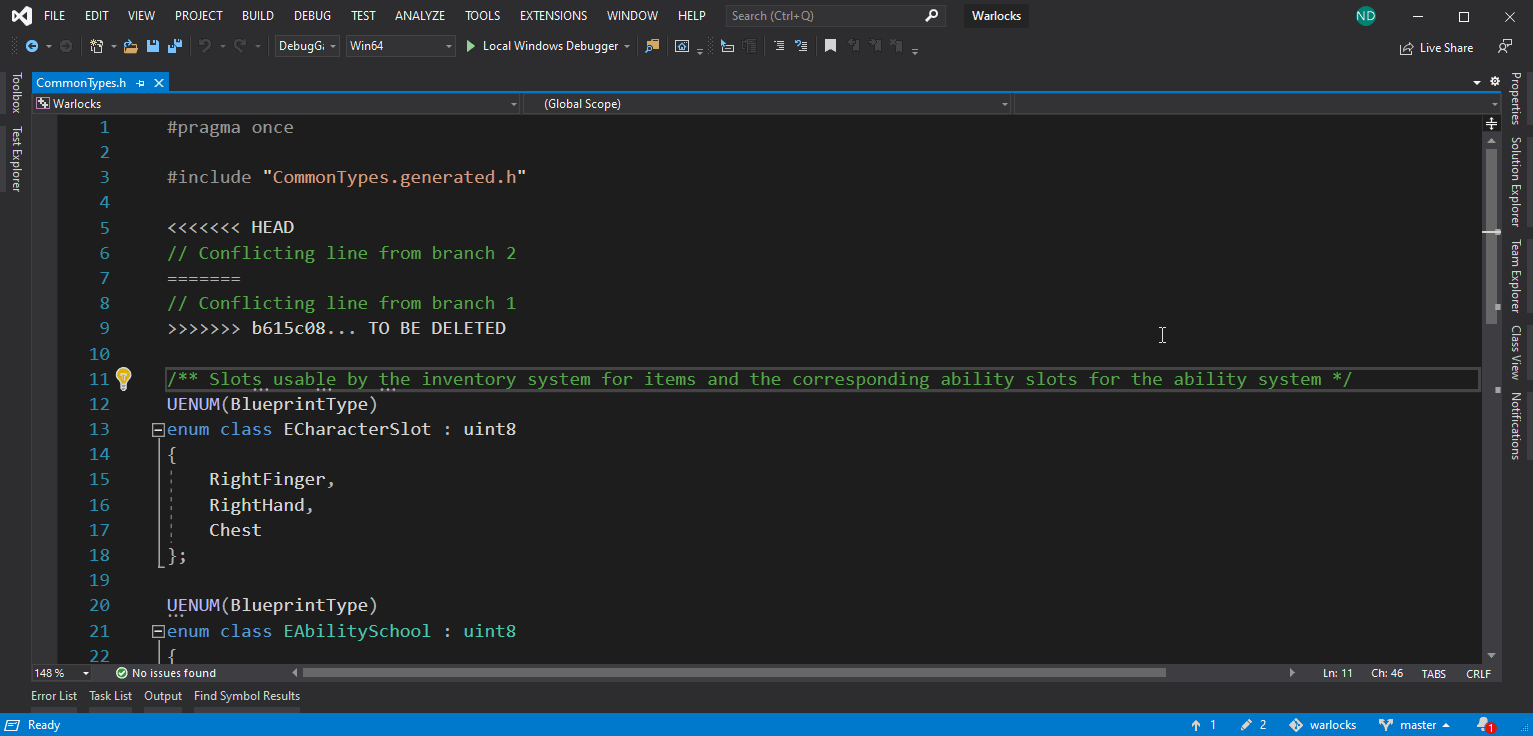 FILE EDIT VIEW PROJECT BUILD DEBUG TEST ANALYZE TOOLS EXTENSIONS WINDOW HELP Search (Ctrl+Q) Warlocks ND
DebugGa Win64 Local Windows Debugger Live Share
CommonTypes.h
Warlocks (Global Scope)
Toolbox
Test Explorer
1 #pragma once
2
3 #include "CommonTypes.generated.h"
4
5 <<<<<<< HEAD
6 // Conflicting line from branch 2
7 =======
8 // Conflicting line from branch 1
9 >>>>>>> b615c08... TO BE DELETED
10
11 /** Slots usable by the inventory system for items and the corresponding ability slots for the ability system */
12 UENUM(BlueprintType)
13 enum class ECharacterSlot : uint8
14 {
15 RightFinger,
16 RightHand,
17 Chest
18 };
19
20 UENUM(BlueprintType)
21 enum class EAbilitySchool : uint8
22 {
Properties
Solution Explorer
Team Explorer
Class View
Notifications
148 % No issues found Ln: 11 Ch: 46 TABS CRLF
Error List Task List Output Find Symbol Results
Ready 1 2 warlocks master 1